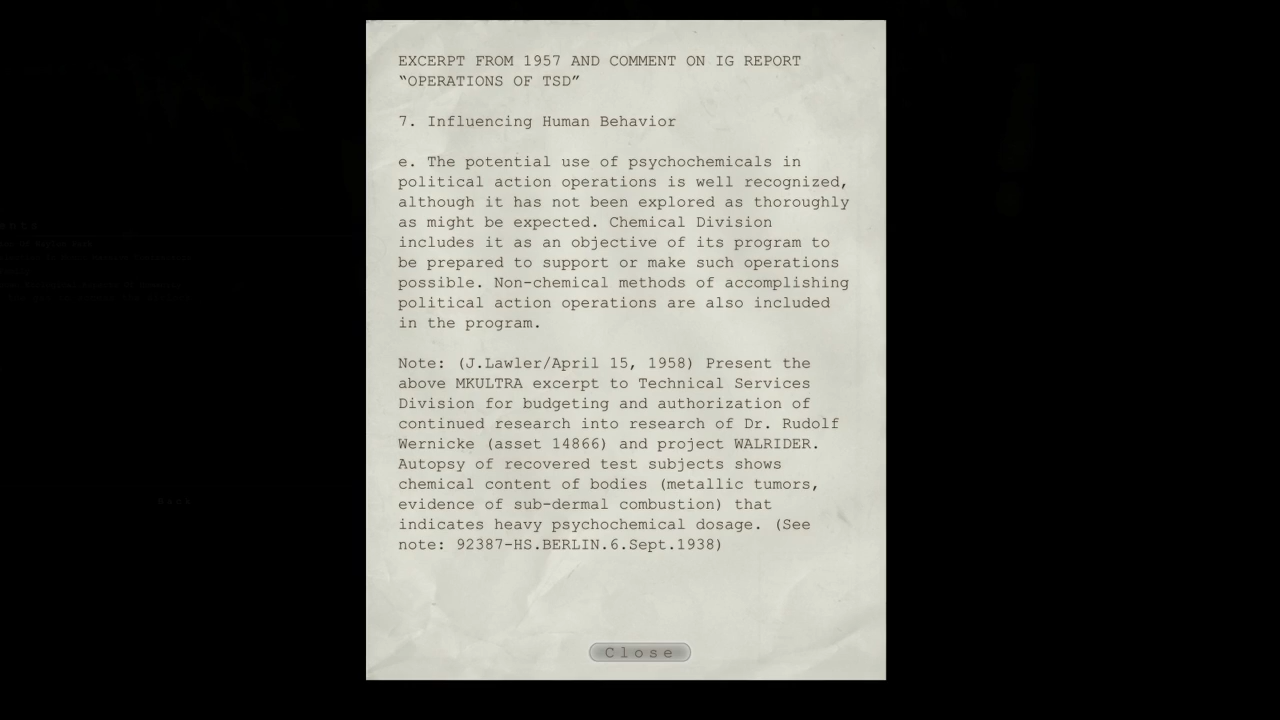 EXCERPT FROM 1957 AND COMMENT ON IG REPORT
“OPERATIONS OF TSD”
7. Influencing Human Behavior
e. The potential use of psychochemicals in
political action operations is well recognized,
although it has not been explored as thoroughly
as might be expected. Chemical Division
includes it as an objective of its program to
be prepared to support or make such operations
possible. Non-chemical methods of accomplishing
political action operations are also included
in the program.
Note: (J.Lawler/April 15, 1958) Present the
above MKULTRA excerpt to Technical Services
Division for budgeting and authorization of
continued research into research of Dr. Rudolf
Wernicke (asset 14866) and project WALRIDER.
Autopsy of recovered test subjects shows
chemical content of bodies (metallic tumors,
evidence of sub-dermal combustion) that
indicates heavy psychochemical dosage. (See
note: 92387-HS.BERLIN.6.Sept.1938)
Close